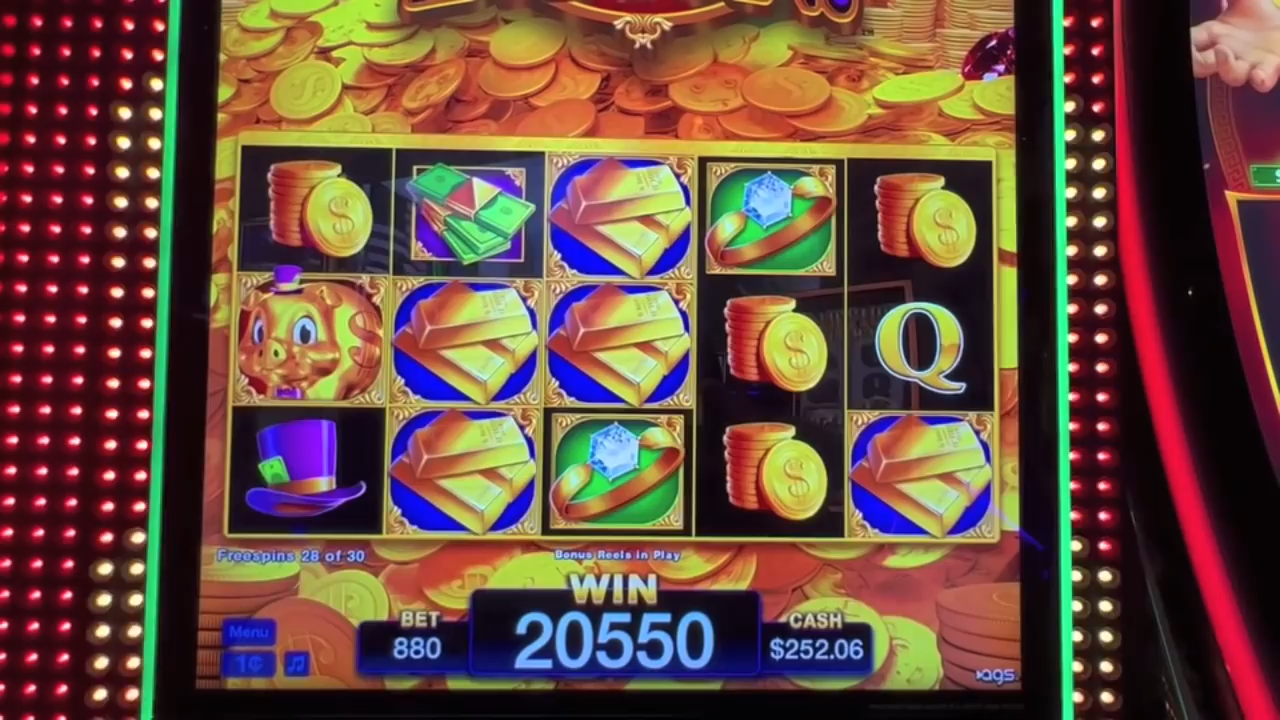 Q
Freespins 28 of 30
Bonus Reels in Play
WIN
20550
BET
880
CASH
$252.06
Menu
1¢
ags